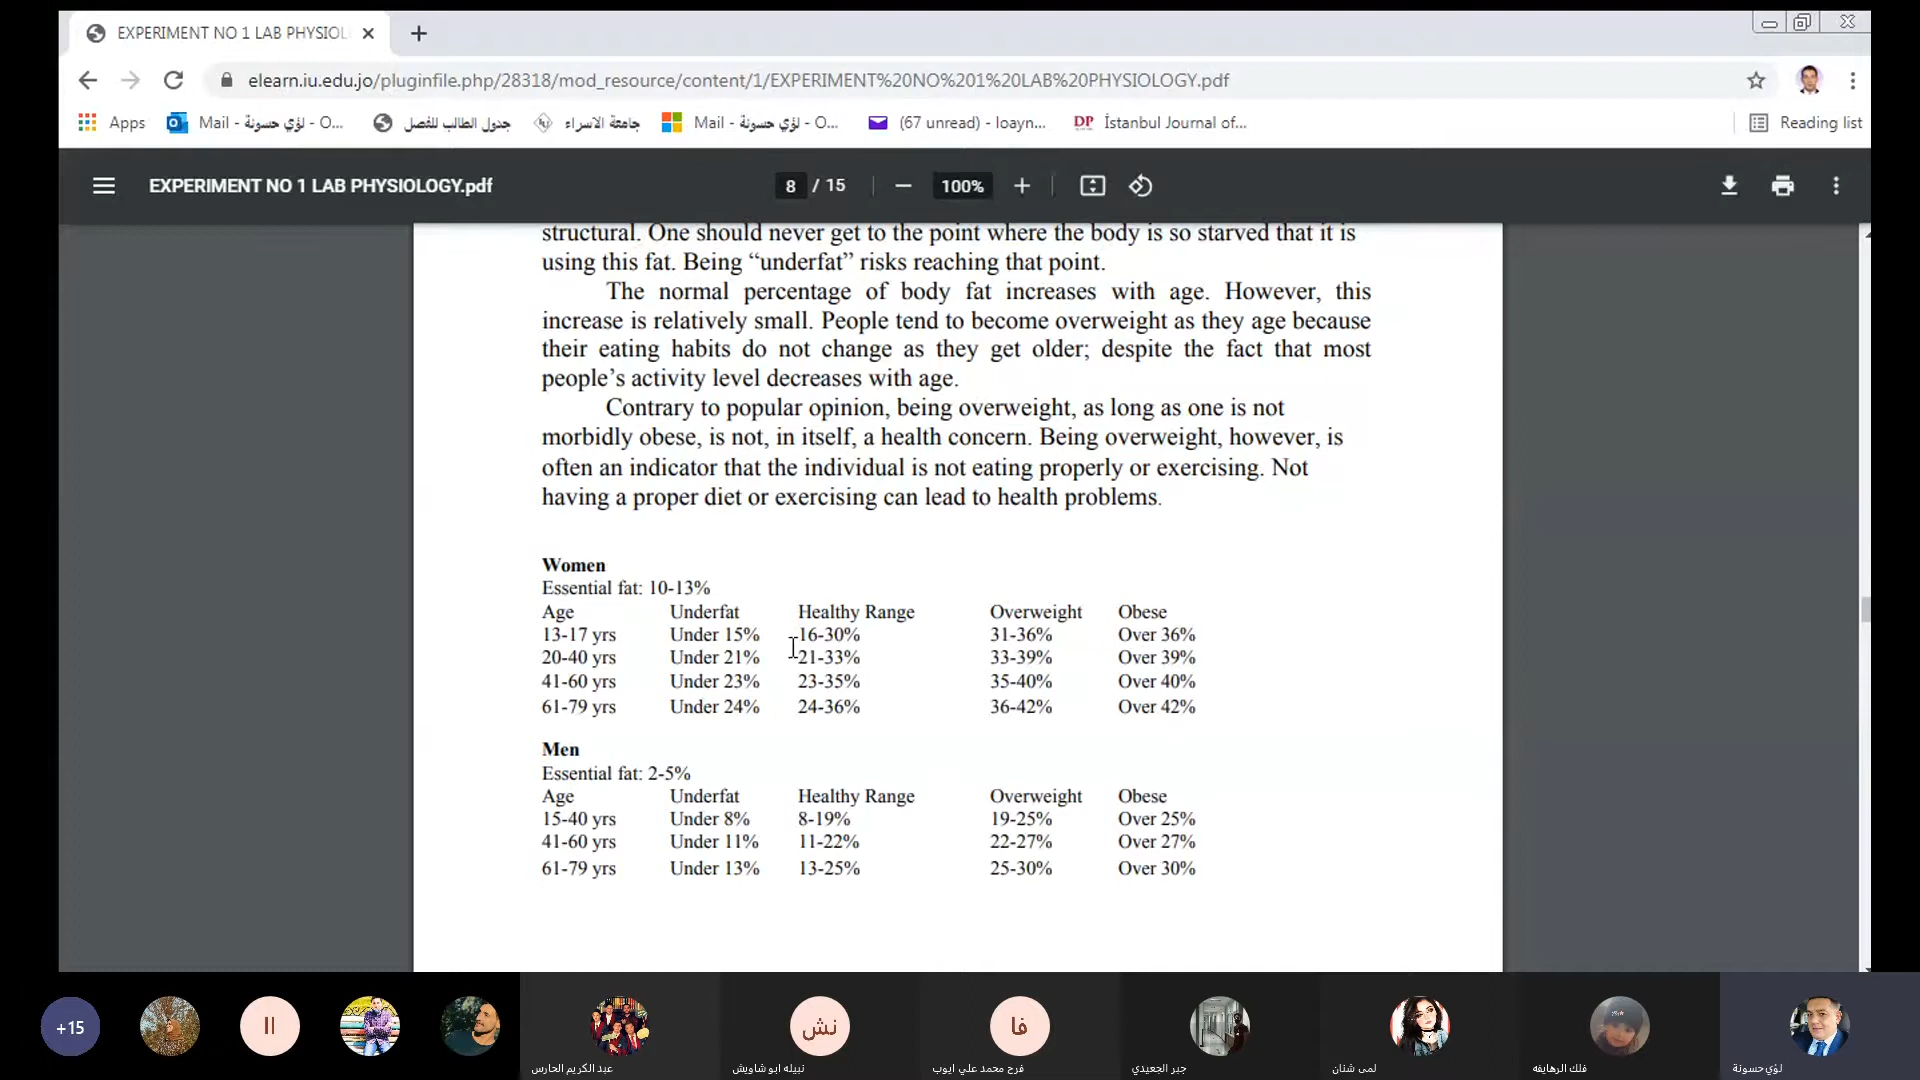 EXPERIMENT NO 1 LAB PHYSIOL
elearn.iu.edu.jo/pluginfile.php/28318/mod_resource/content/1/EXPERIMENT%20NO%201%20LAB%20PHYSIOLOGY.pdf
Apps
Mail - لؤي حسونة - O...
جدول الطالب للفصل
جامعة الاسراء
Mail - لؤي حسونة - O...
(67 unread) - loayn...
DP İstanbul Journal of...
Reading list
EXPERIMENT NO 1 LAB PHYSIOLOGY.pdf
8 / 15
100%
structural. One should never get to the point where the body is so starved that it is
using this fat. Being “underfat” risks reaching that point.
The normal percentage of body fat increases with age. However, this
increase is relatively small. People tend to become overweight as they age because
their eating habits do not change as they get older; despite the fact that most
people’s activity level decreases with age.
Contrary to popular opinion, being overweight, as long as one is not
morbidly obese, is not, in itself, a health concern. Being overweight, however, is
often an indicator that the individual is not eating properly or exercising. Not
having a proper diet or exercising can lead to health problems.
Women
Essential fat: 10-13%
Age Underfat Healthy Range Overweight Obese
13-17 yrs Under 15% 16-30% 31-36% Over 36%
20-40 yrs Under 21% 21-33% 33-39% Over 39%
41-60 yrs Under 23% 23-35% 35-40% Over 40%
61-79 yrs Under 24% 24-36% 36-42% Over 42%
Men
Essential fat: 2-5%
Age Underfat Healthy Range Overweight Obese
15-40 yrs Under 8% 8-19% 19-25% Over 25%
41-60 yrs Under 11% 11-22% 22-27% Over 27%
61-79 yrs Under 13% 13-25% 25-30% Over 30%
+15
اا
نش
فا
عبد الكريم الحارس
نبيله ابو شاويش
فرح محمد علي ايوب
جبر الجعيدي
لمى شنان
فلك الرهايفه
لؤي حسونة